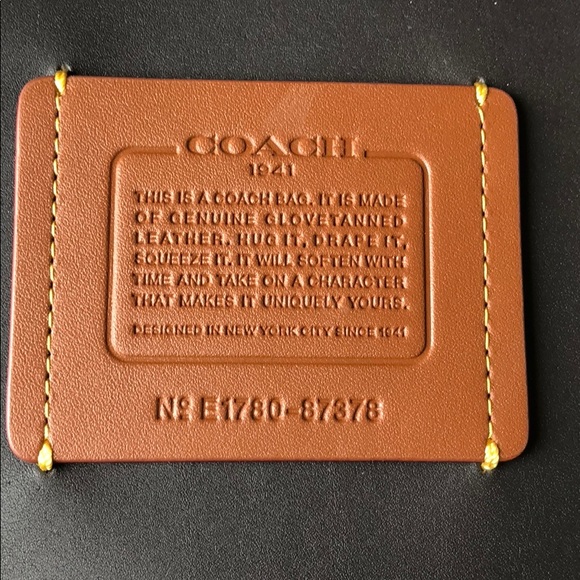 COACH
1941
THIS IS A COACH BAG. IT IS MADE
OF GENUINE GLOVETANNED
LEATHER. HUG IT, DRAPE IT,
SQUEEZE IT. IT WILL SOFTEN WITH
TIME AND TAKE ON A CHARACTER
THAT MAKES IT UNIQUELY YOURS.
DESIGNED IN NEW YORK CITY SINCE 1941
Nº E1780-87378